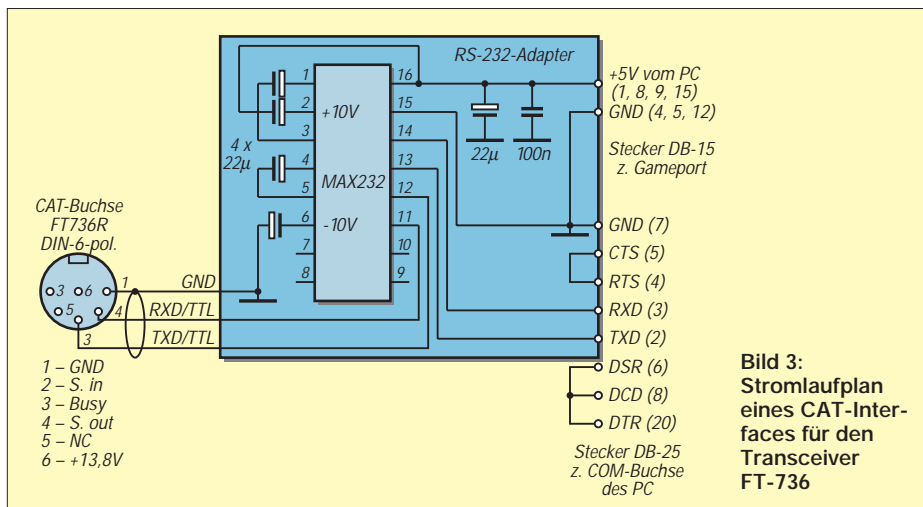 RS-232-Adapter
1
2
3
4
5
6
7
8
16
15
14
13
12
11
10
9
+10V
MAX232
-10V
4 x
22µ
22µ
100n
+5V vom PC
(1, 8, 9, 15)
GND (4, 5, 12)
Stecker DB-15
z. Gameport
GND (7)
CTS (5)
RTS (4)
RXD (3)
TXD (2)
DSR (6)
DCD (8)
DTR (20)
Stecker DB-25
z. COM-Buchse
des PC
CAT-Buchse
FT736R
DIN-6-pol.
3 6 1
5 4
3
GND
RXD/TTL
TXD/TTL
1 – GND
2 – S. in
3 – Busy
4 – S. out
5 – NC
6 – +13,8V
Bild 3:
Stromlaufplan
eines CAT-Inter-
faces für den
Transceiver
FT-736